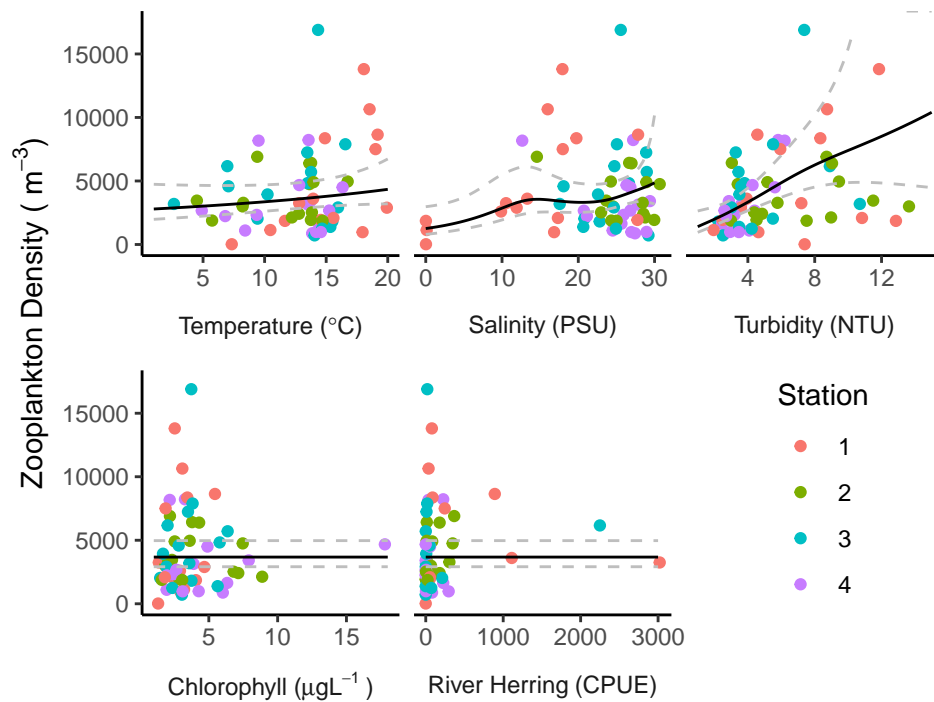 Zooplankton Density ( m⁻³)
15000
10000
5000
0
5 10 15 20
Temperature (°C)
0 10 20 30
Salinity (PSU)
4 8 12
Turbidity (NTU)
15000
10000
5000
0
5 10 15
Chlorophyll (μgL⁻¹ )
0 1000 2000 3000
River Herring (CPUE)
Station
1
2
3
4